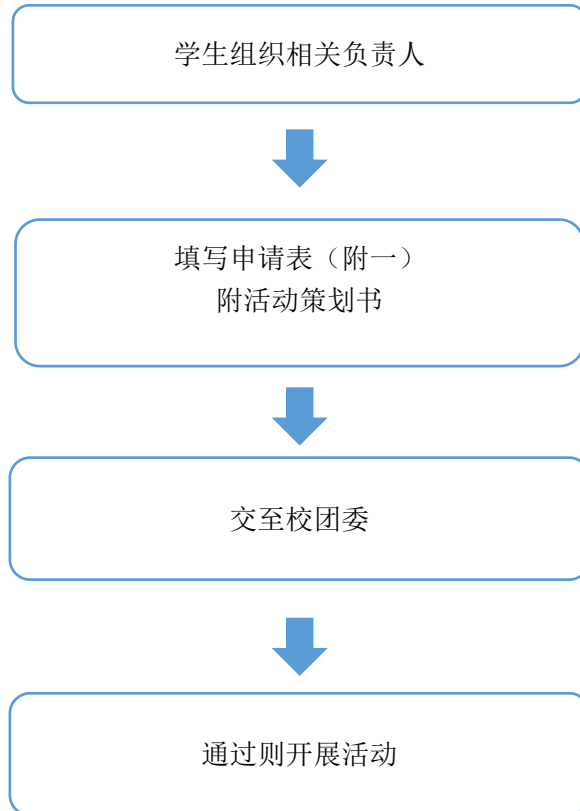 学生组织相关负责人
填写申请表（附一）
附活动策划书
交至校团委
通过则开展活动